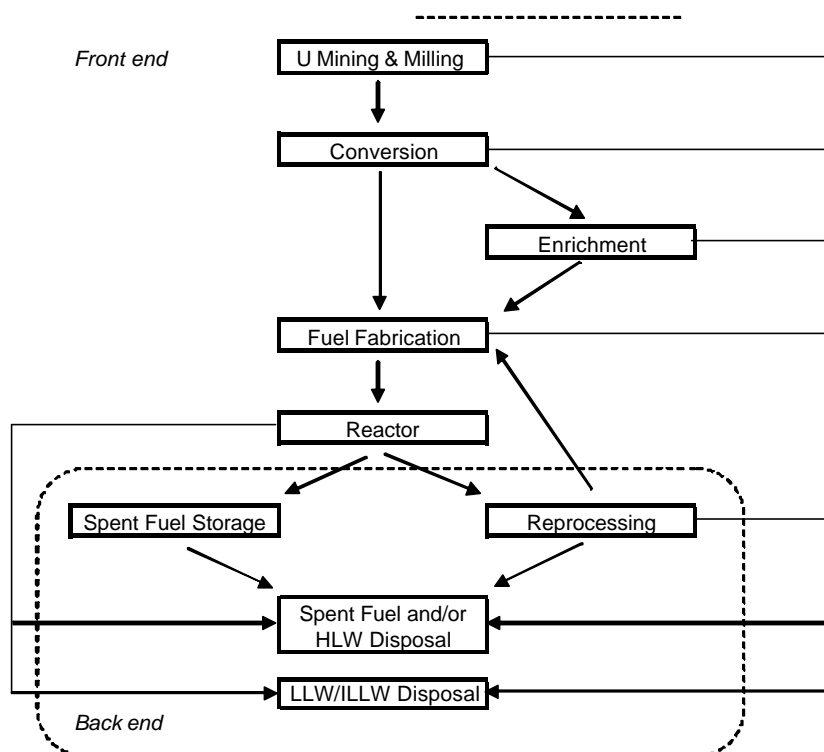 Front end
U Mining & Milling
Conversion
Enrichment
Fuel Fabrication
Reactor
Spent Fuel Storage
Reprocessing
Spent Fuel and/or
HLW Disposal
LLW/ILLW Disposal
Back end